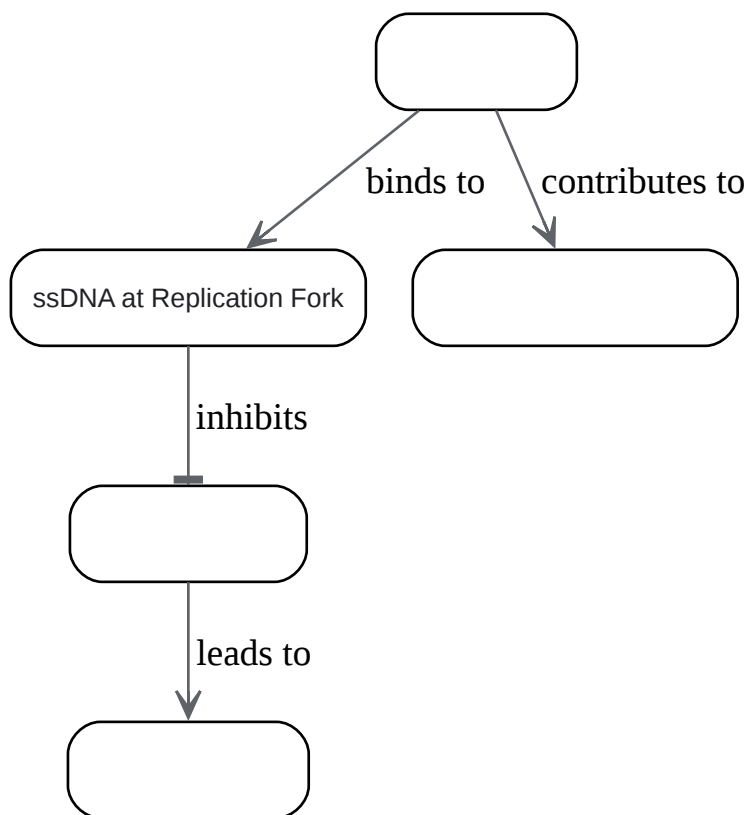 binds to
contributes to
ssDNA at Replication Fork
inhibits
leads to